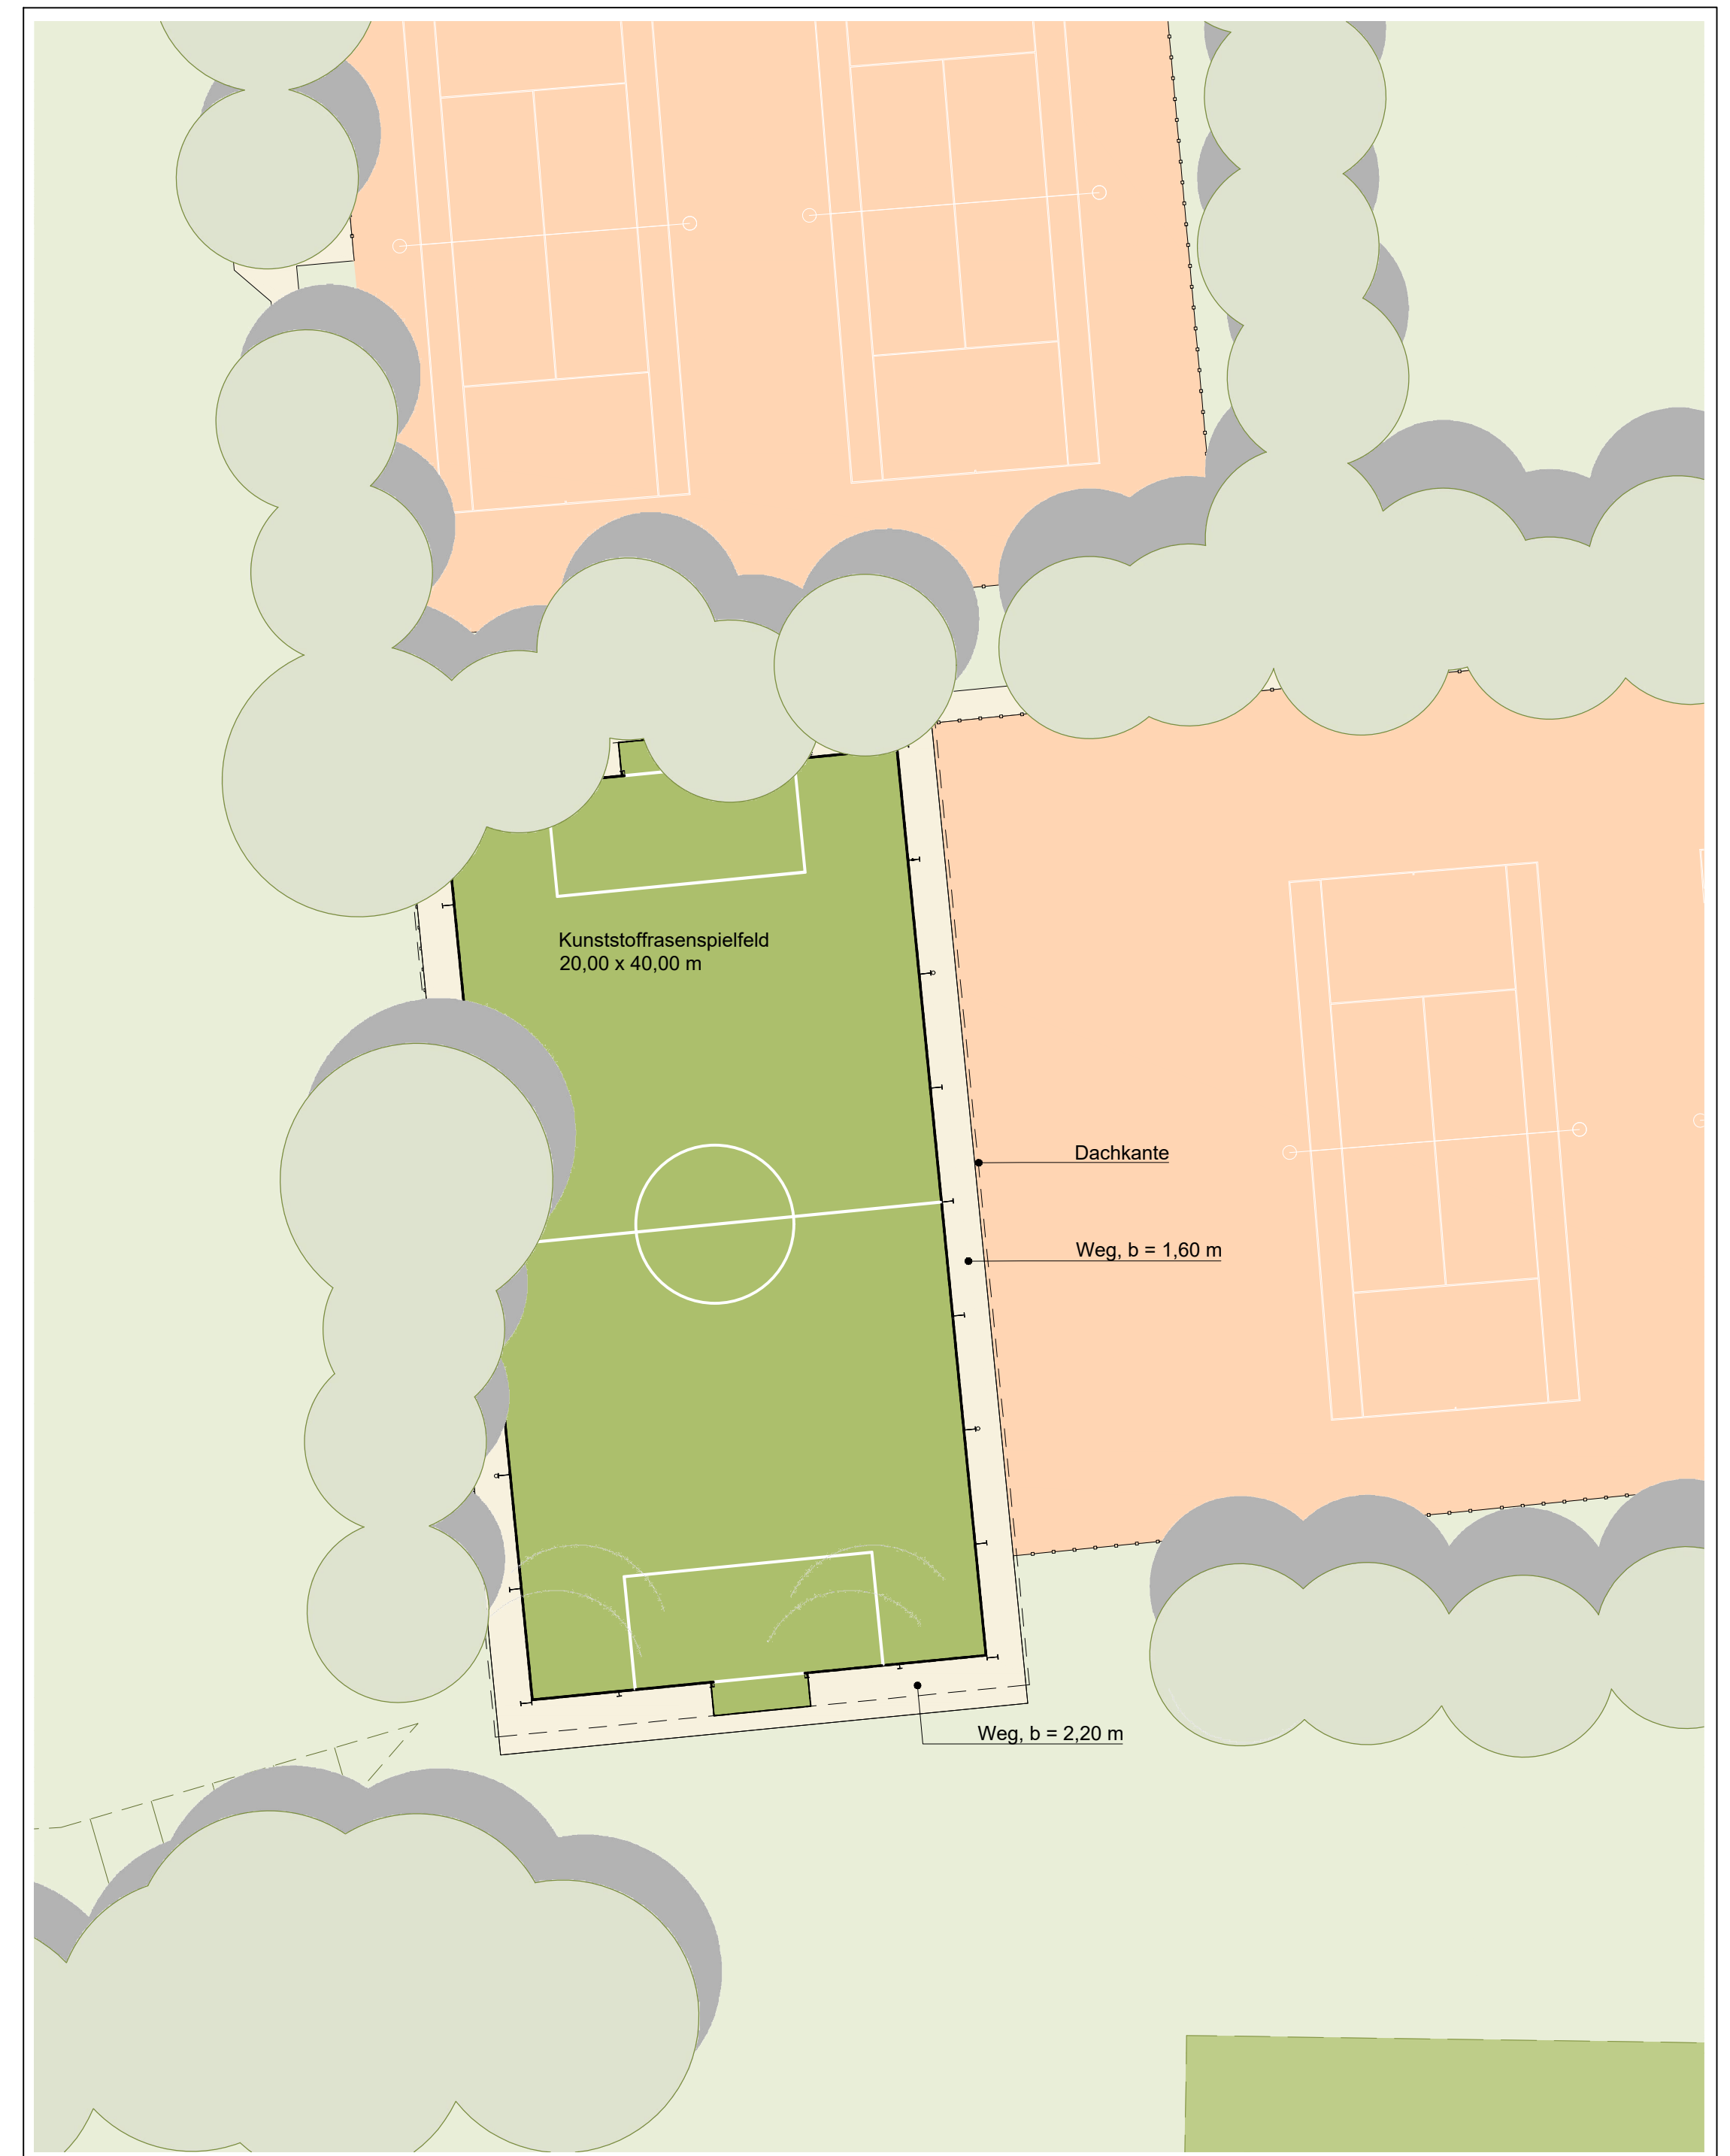 Kunststoffrasenspielfeld
20,00 x 40,00 m
Dachkante
Weg, b = 1,60 m
Weg, b = 2,20 m